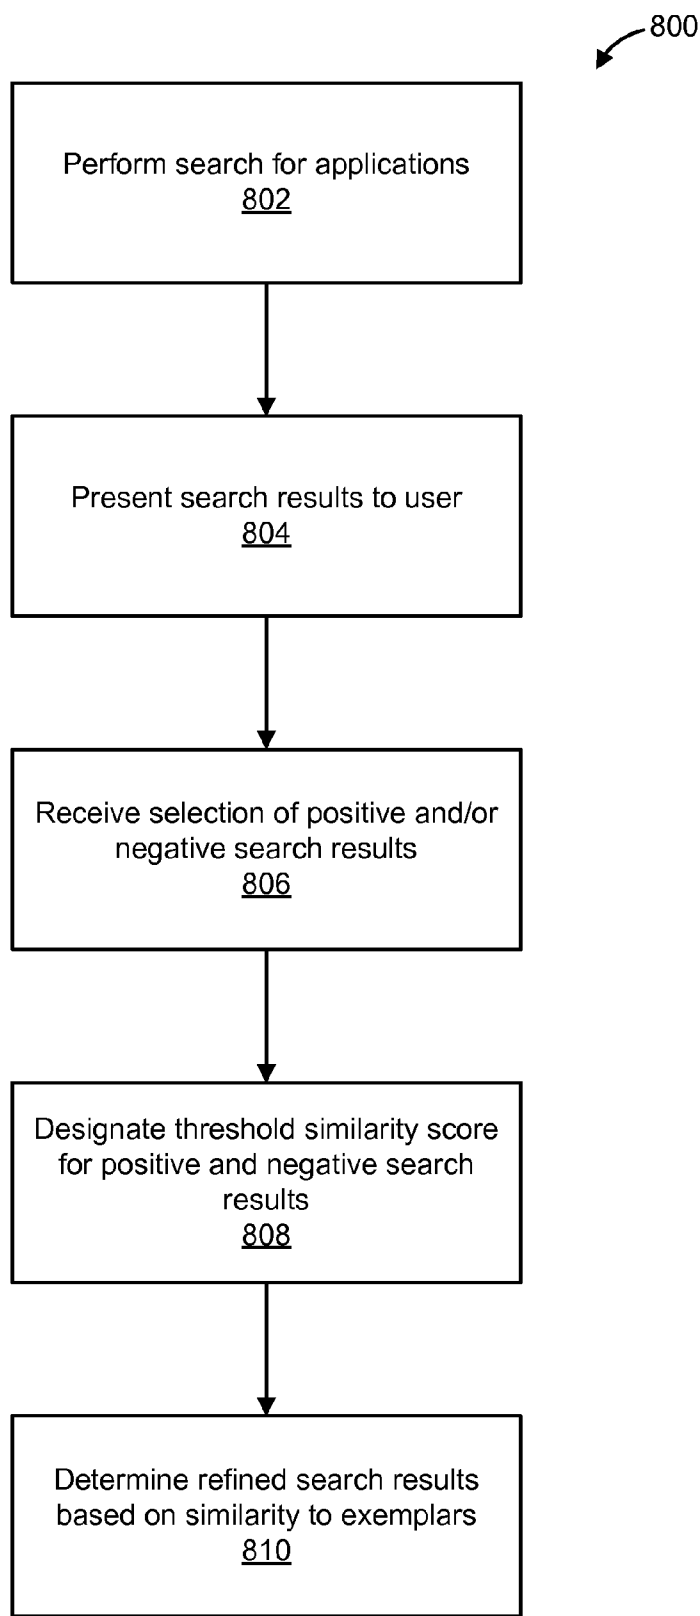 800
Perform search for applications
802
Present search results to user
804
Receive selection of positive and/or
negative search results
806
Designate threshold similarity score
for positive and negative search
results
808
Determine refined search results
based on similarity to exemplars
810